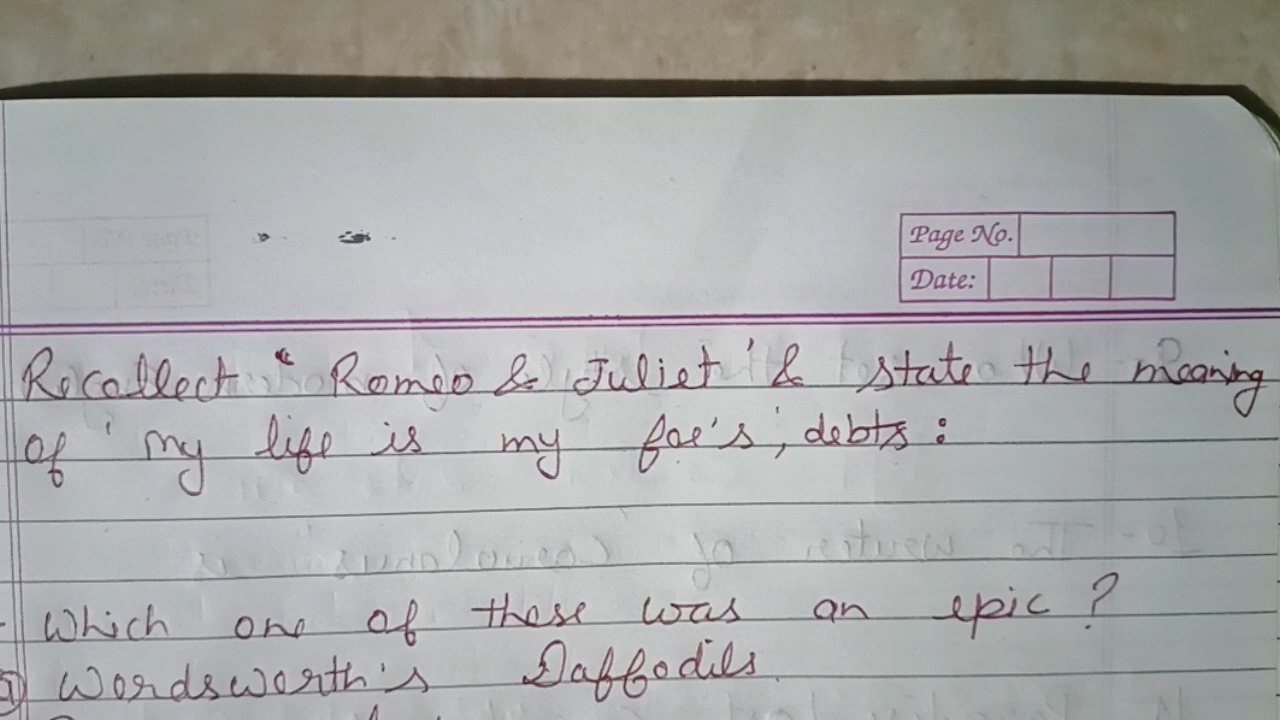 Page No.
Date:
Recollect “Romeo & Juliet' & state the meaning
of 'my life is my foe's', debts:
Which one of these was an epic?
Wordsworth's Daffodils.